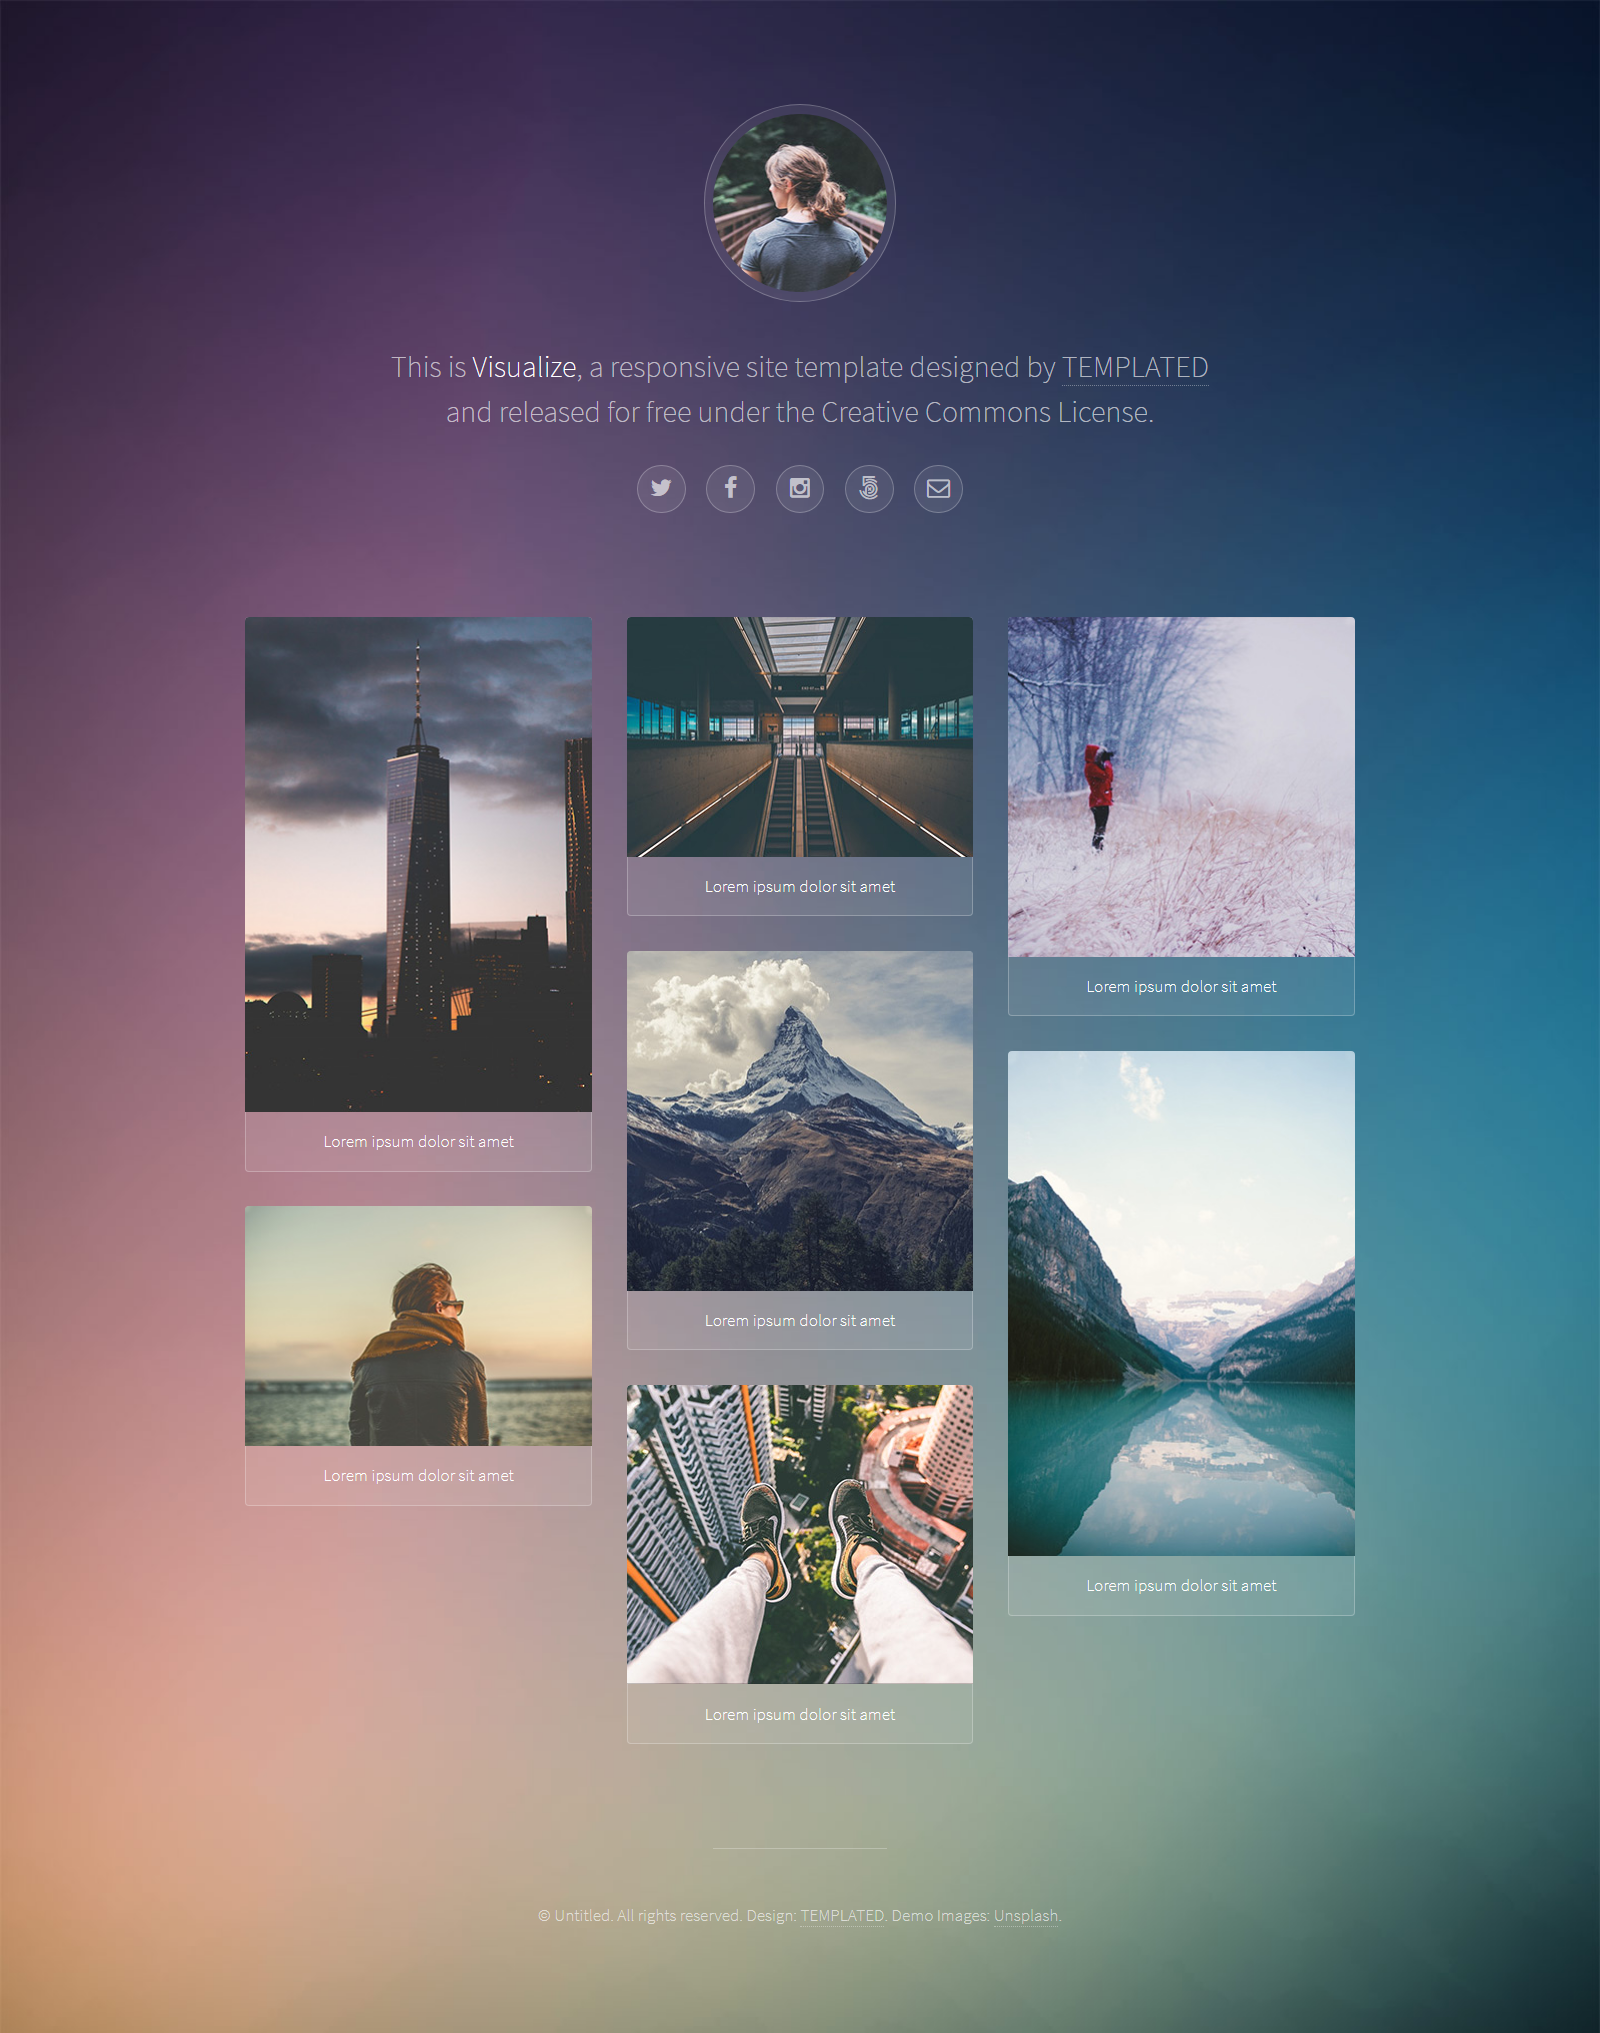 This is Visualize, a responsive site template designed by TEMPLATED
and released for free under the Creative Commons License.
Lorem ipsum dolor sit amet
Lorem ipsum dolor sit amet
Lorem ipsum dolor sit amet
Lorem ipsum dolor sit amet
Lorem ipsum dolor sit amet
Lorem ipsum dolor sit amet
Lorem ipsum dolor sit amet
© Untitled. All rights reserved. Design: TEMPLATED. Demo Images: Unsplash.